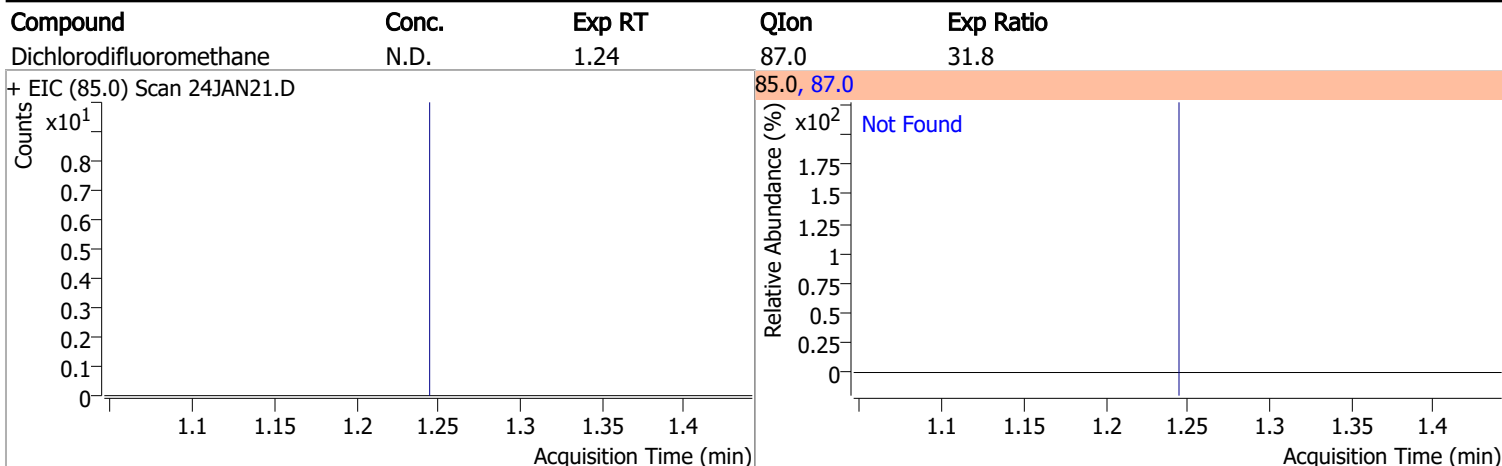 Compound Conc. Exp RT QIon Exp Ratio
Dichlorodifluoromethane N.D. 1.24 87.0 31.8
+ EIC (85.0) Scan 24JAN21.D
Counts
x10¹
0.8
0.7
0.6
0.5
0.4
0.3
0.2
0.1
0
1.1 1.15 1.2 1.25 1.3 1.35 1.4
Acquisition Time (min)
85.0, 87.0
Relative Abundance (%)
x10²
Not Found
1.75
1.5
1.25
1
0.75
0.5
0.25
0
1.1 1.15 1.2 1.25 1.3 1.35 1.4
Acquisition Time (min)